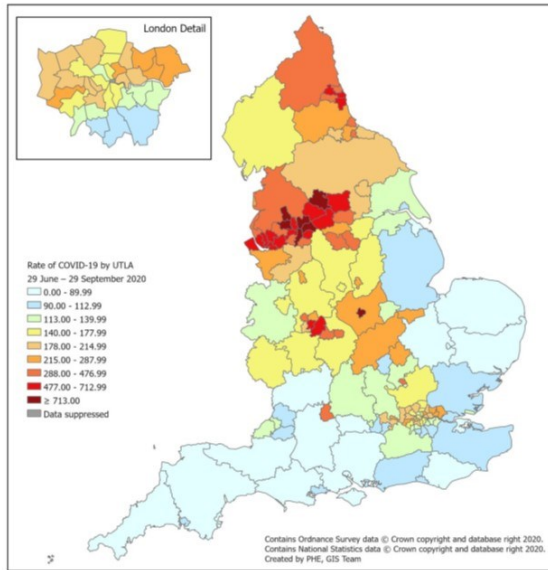 London Detail
Rate of COVID-19 by UTLA
29 June – 29 September 2020
0.00 - 89.99
90.00 - 112.99
113.00 - 139.99
140.00 - 177.99
178.00 - 214.99
215.00 - 287.99
288.00 - 476.99
477.00 - 712.99
≥ 713.00
Data suppressed
Contains Ordnance Survey data © Crown copyright and database right 2020.
Contains National Statistics data © Crown copyright and database right 2020.
Created by PHE, GIS Team